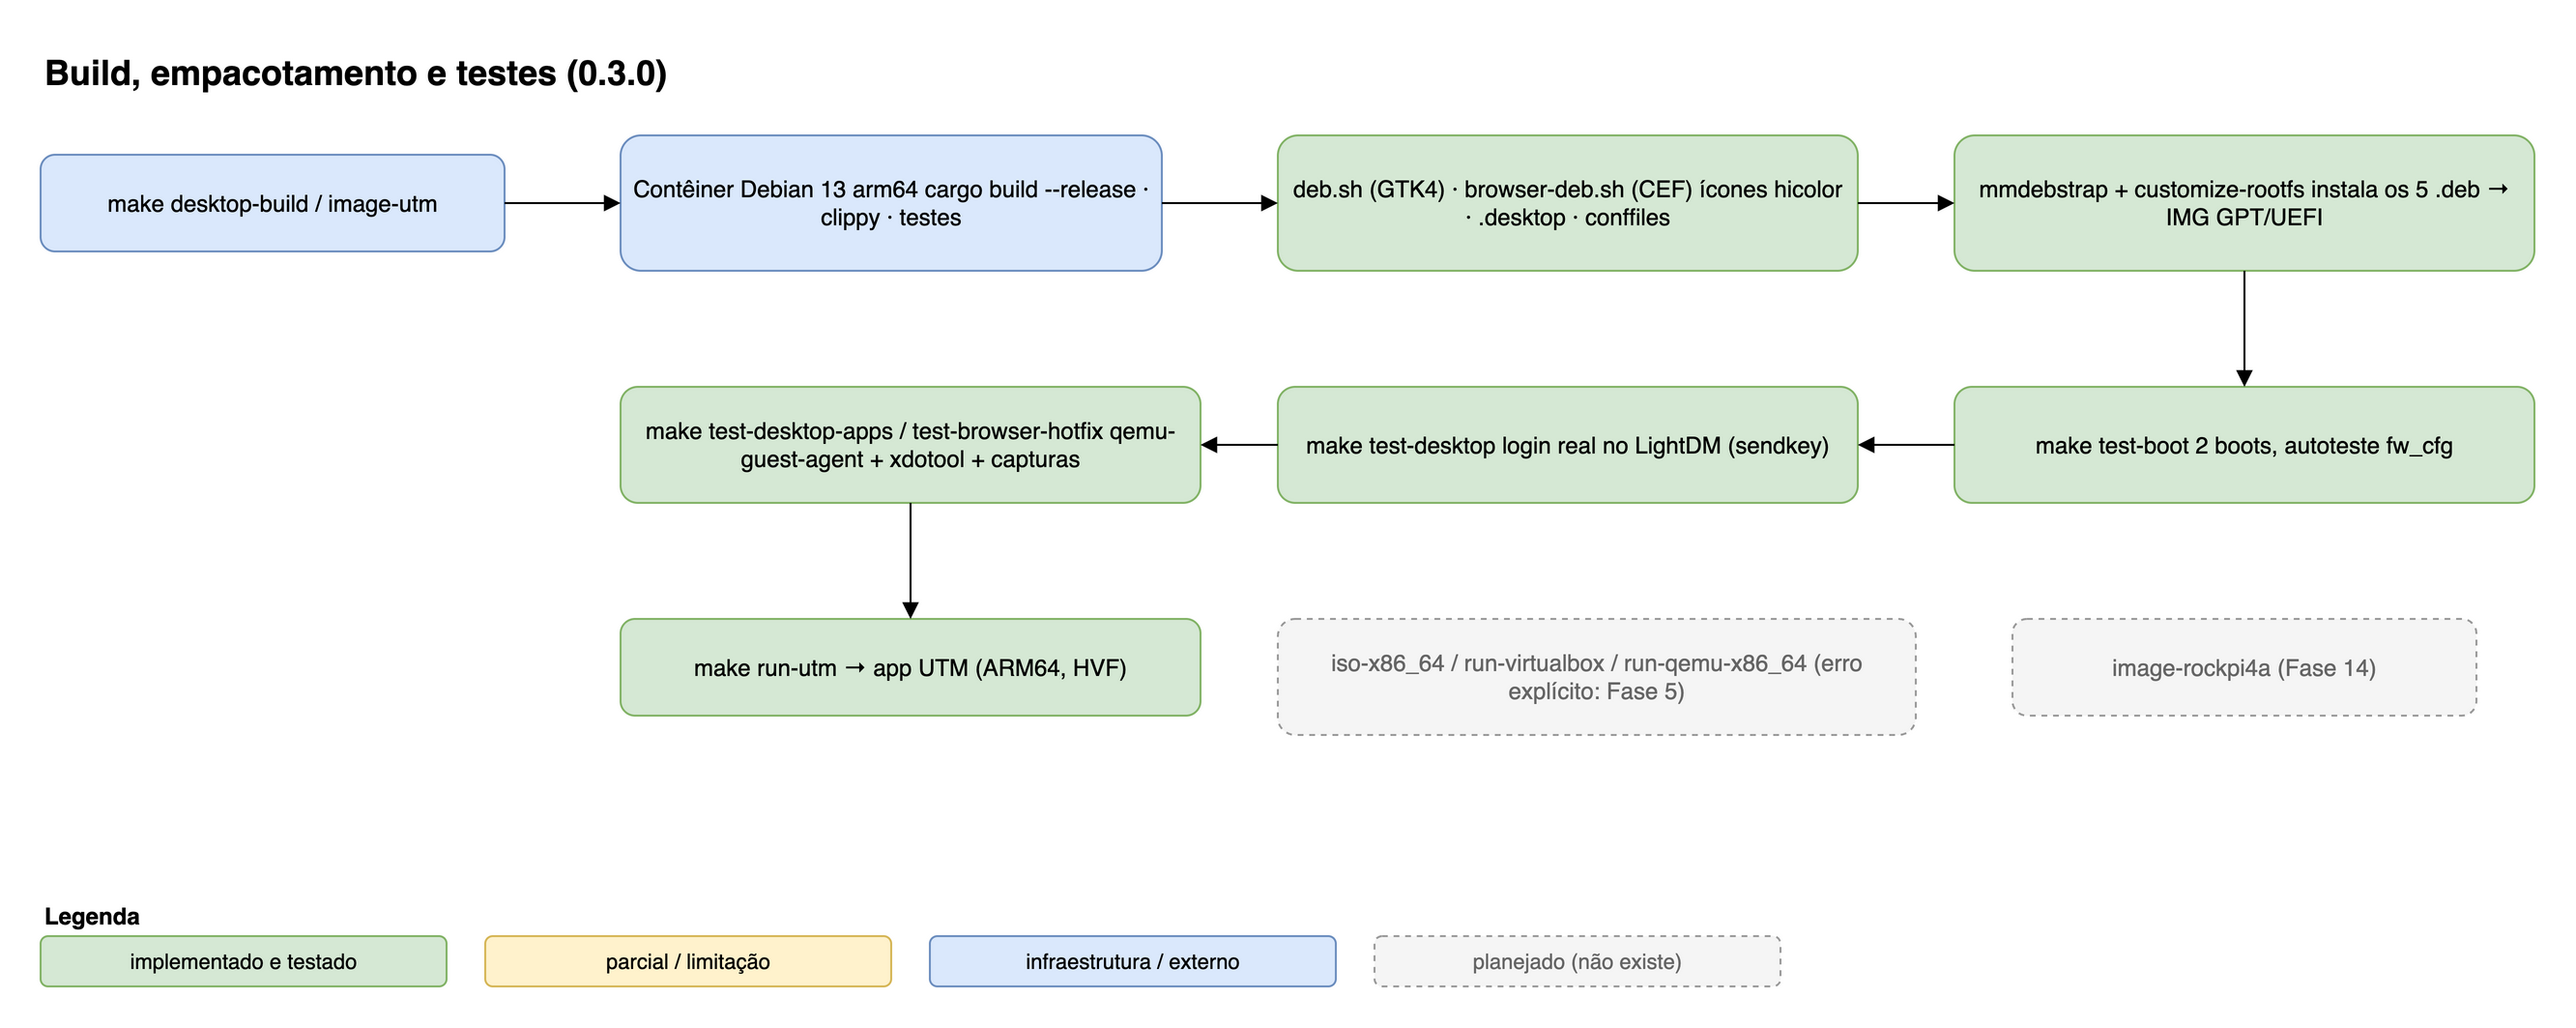 Build, empacotamento e testes (0.3.0)
make desktop-build / image-utm
Contêiner Debian 13 arm64 cargo build --release ·
clippy · testes
deb.sh (GTK4) · browser-deb.sh (CEF) ícones hicolor
· .desktop · conffiles
mmdebstrap + customize-rootfs instala os 5 .deb →
IMG GPT/UEFI
make test-desktop-apps / test-browser-hotfix qemu-
guest-agent + xdotool + capturas
make test-desktop login real no LightDM (sendkey)
make test-boot 2 boots, autoteste fw_cfg
make run-utm → app UTM (ARM64, HVF)
iso-x86_64 / run-virtualbox / run-qemu-x86_64 (erro
explícito: Fase 5)
image-rockpi4a (Fase 14)
Legenda
implementado e testado
parcial / limitação
infraestrutura / externo
planejado (não existe)